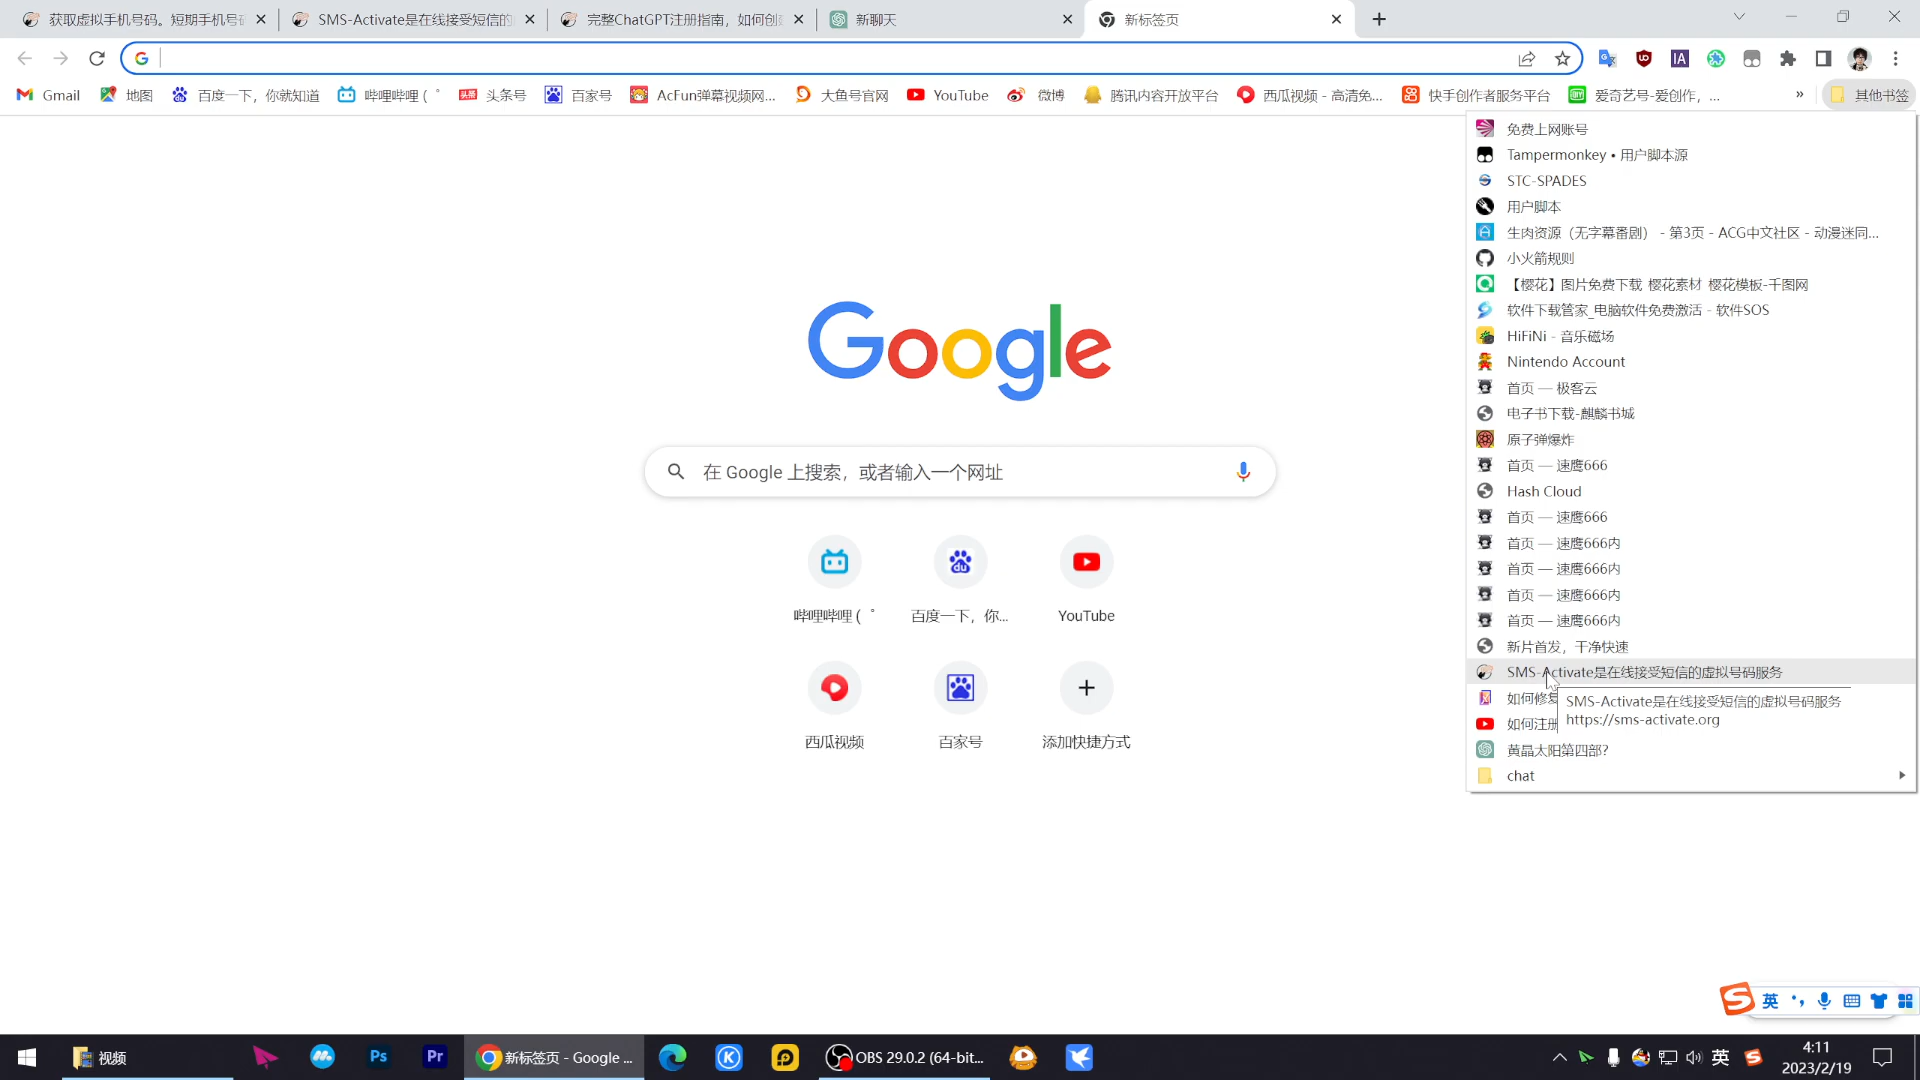 获取虚拟手机号码。短期手机号
SMS-Activate是在线接受短信的
完整ChatGPT注册指南，如何创
新聊天
新标签页
Gmail
地图
百度一下，你就知道
哔哩哔哩 ( ゜
头条号
百家号
AcFun弹幕视频网...
大鱼号官网
YouTube
微博
腾讯内容开放平台
西瓜视频 - 高清免...
快手创作者服务平台
爱奇艺号-爱创作，...
»
其他书签
免费上网账号
Tampermonkey • 用户脚本源
STC-SPADES
用户脚本
生肉资源（无字幕番剧） - 第3页 - ACG中文社区 - 动漫迷同...
小火箭规则
【樱花】图片免费下载_樱花素材_樱花模板-千图网
软件下载管家_电脑软件免费激活 - 软件SOS
HiFiNi - 音乐磁场
Nintendo Account
首页 — 极客云
电子书下载-麒麟书城
原子弹爆炸
首页 — 速鹰666
Hash Cloud
首页 — 速鹰666
首页 — 速鹰666内
首页 — 速鹰666内
首页 — 速鹰666内
首页 — 速鹰666内
新片首发，干净快速
SMS-Activate是在线接受短信的虚拟号码服务
如何修复
SMS-Activate是在线接受短信的虚拟号码服务
https://sms-activate.org
如何注册
黄晶太阳第四部?
chat
Google
在 Google 上搜索，或者输入一个网址
哔哩哔哩 ( ゜
百度一下，你...
YouTube
西瓜视频
百家号
添加快捷方式
英
视频
Ps
Pr
新标签页 - Google ...
OBS 29.0.2 (64-bit...
英
4:11
2023/2/19